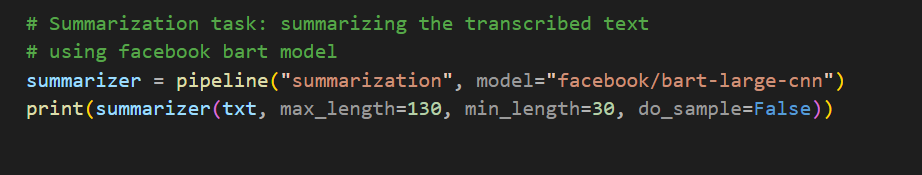 # Summarization task: summarizing the transcribed text
# using facebook bart model
summarizer = pipeline("summarization", model="facebook/bart-large-cnn")
print(summarizer(txt, max_length=130, min_length=30, do_sample=False))